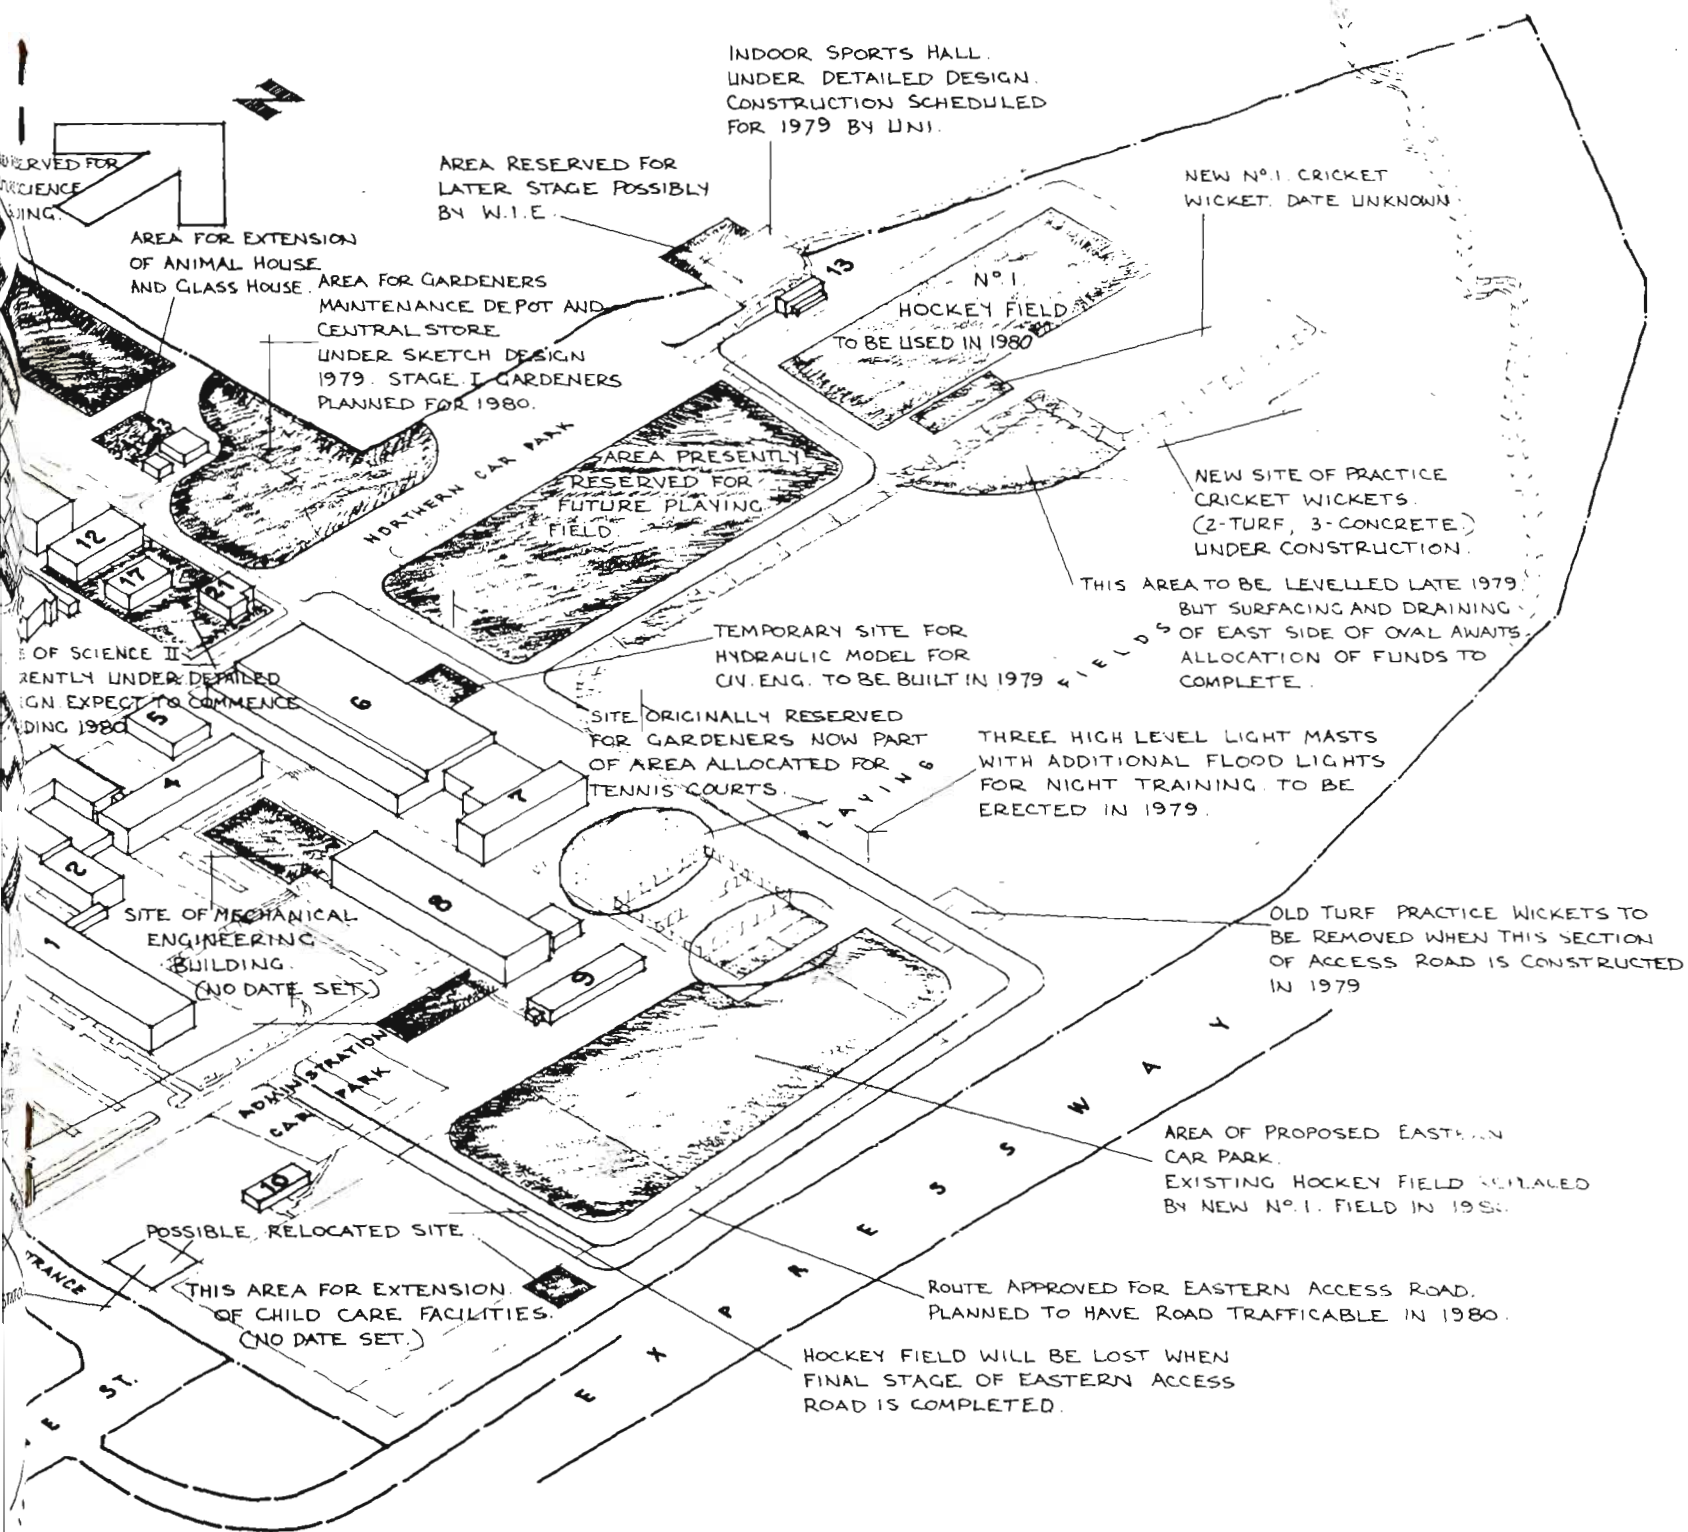 N
INDOOR SPORTS HALL.
UNDER DETAILED DESIGN.
CONSTRUCTION SCHEDULED
FOR 1979 BY UNI.
AREA RESERVED FOR
LATER STAGE POSSIBLY
BY W.I.E.
NEW Nº.1. CRICKET
WICKET. DATE UNKNOWN
FOR
SCIENCE
AREA FOR EXTENSION
OF ANIMAL HOUSE
AND GLASS HOUSE.
AREA FOR GARDENERS
MAINTENANCE DEPOT AND
CENTRAL STORE
UNDER SKETCH DESIGN
1979. STAGE I GARDENERS
PLANNED FOR 1980.
13
Nº 1.
HOCKEY FIELD
TO BE USED IN 1980
NORTHERN CAR PARK
AREA PRESENTLY
RESERVED FOR
FUTURE PLAYING
FIELD.
NEW SITE OF PRACTICE
CRICKET WICKETS.
(2-TURF, 3-CONCRETE.)
UNDER CONSTRUCTION.
THIS AREA TO BE LEVELLED LATE 1979
BUT SURFACING AND DRAINING
OF EAST SIDE OF OVAL AWAITS
ALLOCATION OF FUNDS TO
COMPLETE.
12
17
21
TEMPORARY SITE FOR
HYDRAULIC MODEL FOR
CIV. ENG. TO BE BUILT IN 1979
PLAYING FIELDS
OF SCIENCE II
UNDER DETAILED
EXPECT TO COMMENCE
1980
6
5
4
7
SITE ORIGINALLY RESERVED
FOR GARDENERS NOW PART
OF AREA ALLOCATED FOR
TENNIS COURTS.
THREE HIGH LEVEL LIGHT MASTS
WITH ADDITIONAL FLOOD LIGHTS
FOR NIGHT TRAINING. TO BE
ERECTED IN 1979.
2
8
1
9
SITE OF MECHANICAL
ENGINEERING
BUILDING.
(NO DATE SET.)
OLD TURF PRACTICE WICKETS TO
BE REMOVED WHEN THIS SECTION
OF ACCESS ROAD IS CONSTRUCTED
IN 1979
ADMINISTRATION
CAR PARK
10
AREA OF PROPOSED
CAR PARK.
EXISTING HOCKEY FIELD
BY NEW Nº.1. FIELD IN
POSSIBLE RELOCATED SITE
THIS AREA FOR EXTENSION
OF CHILD CARE FACILITIES.
(NO DATE SET.)
ROUTE APPROVED FOR EASTERN ACCESS ROAD.
PLANNED TO HAVE ROAD TRAFFICABLE IN 1980.
HOCKEY FIELD WILL BE LOST WHEN
FINAL STAGE OF EASTERN ACCESS
ROAD IS COMPLETED.
EXPRESSWAY
ST.